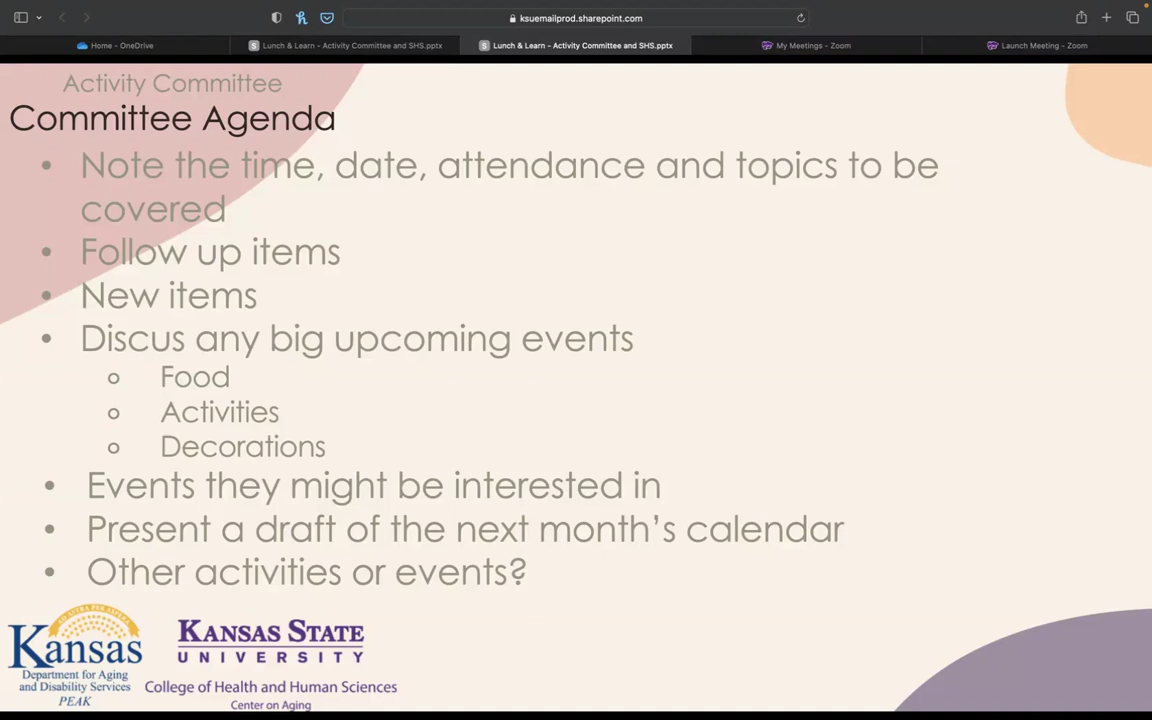 ksuemailprod.sharepoint.com
Home - OneDrive
Lunch & Learn - Activity Committee and SHS.pptx
Lunch & Learn - Activity Committee and SHS.pptx
My Meetings - Zoom
Launch Meeting - Zoom
Activity Committee
Committee Agenda
• Note the time, date, attendance and topics to be
covered
• Follow up items
• New items
• Discus any big upcoming events
○ Food
○ Activities
○ Decorations
• Events they might be interested in
• Present a draft of the next month's calendar
• Other activities or events?
AD ASTRA PER ASPERA
Kansas
Department for Aging
and Disability Services
PEAK
KANSAS STATE
UNIVERSITY
College of Health and Human Sciences
Center on Aging